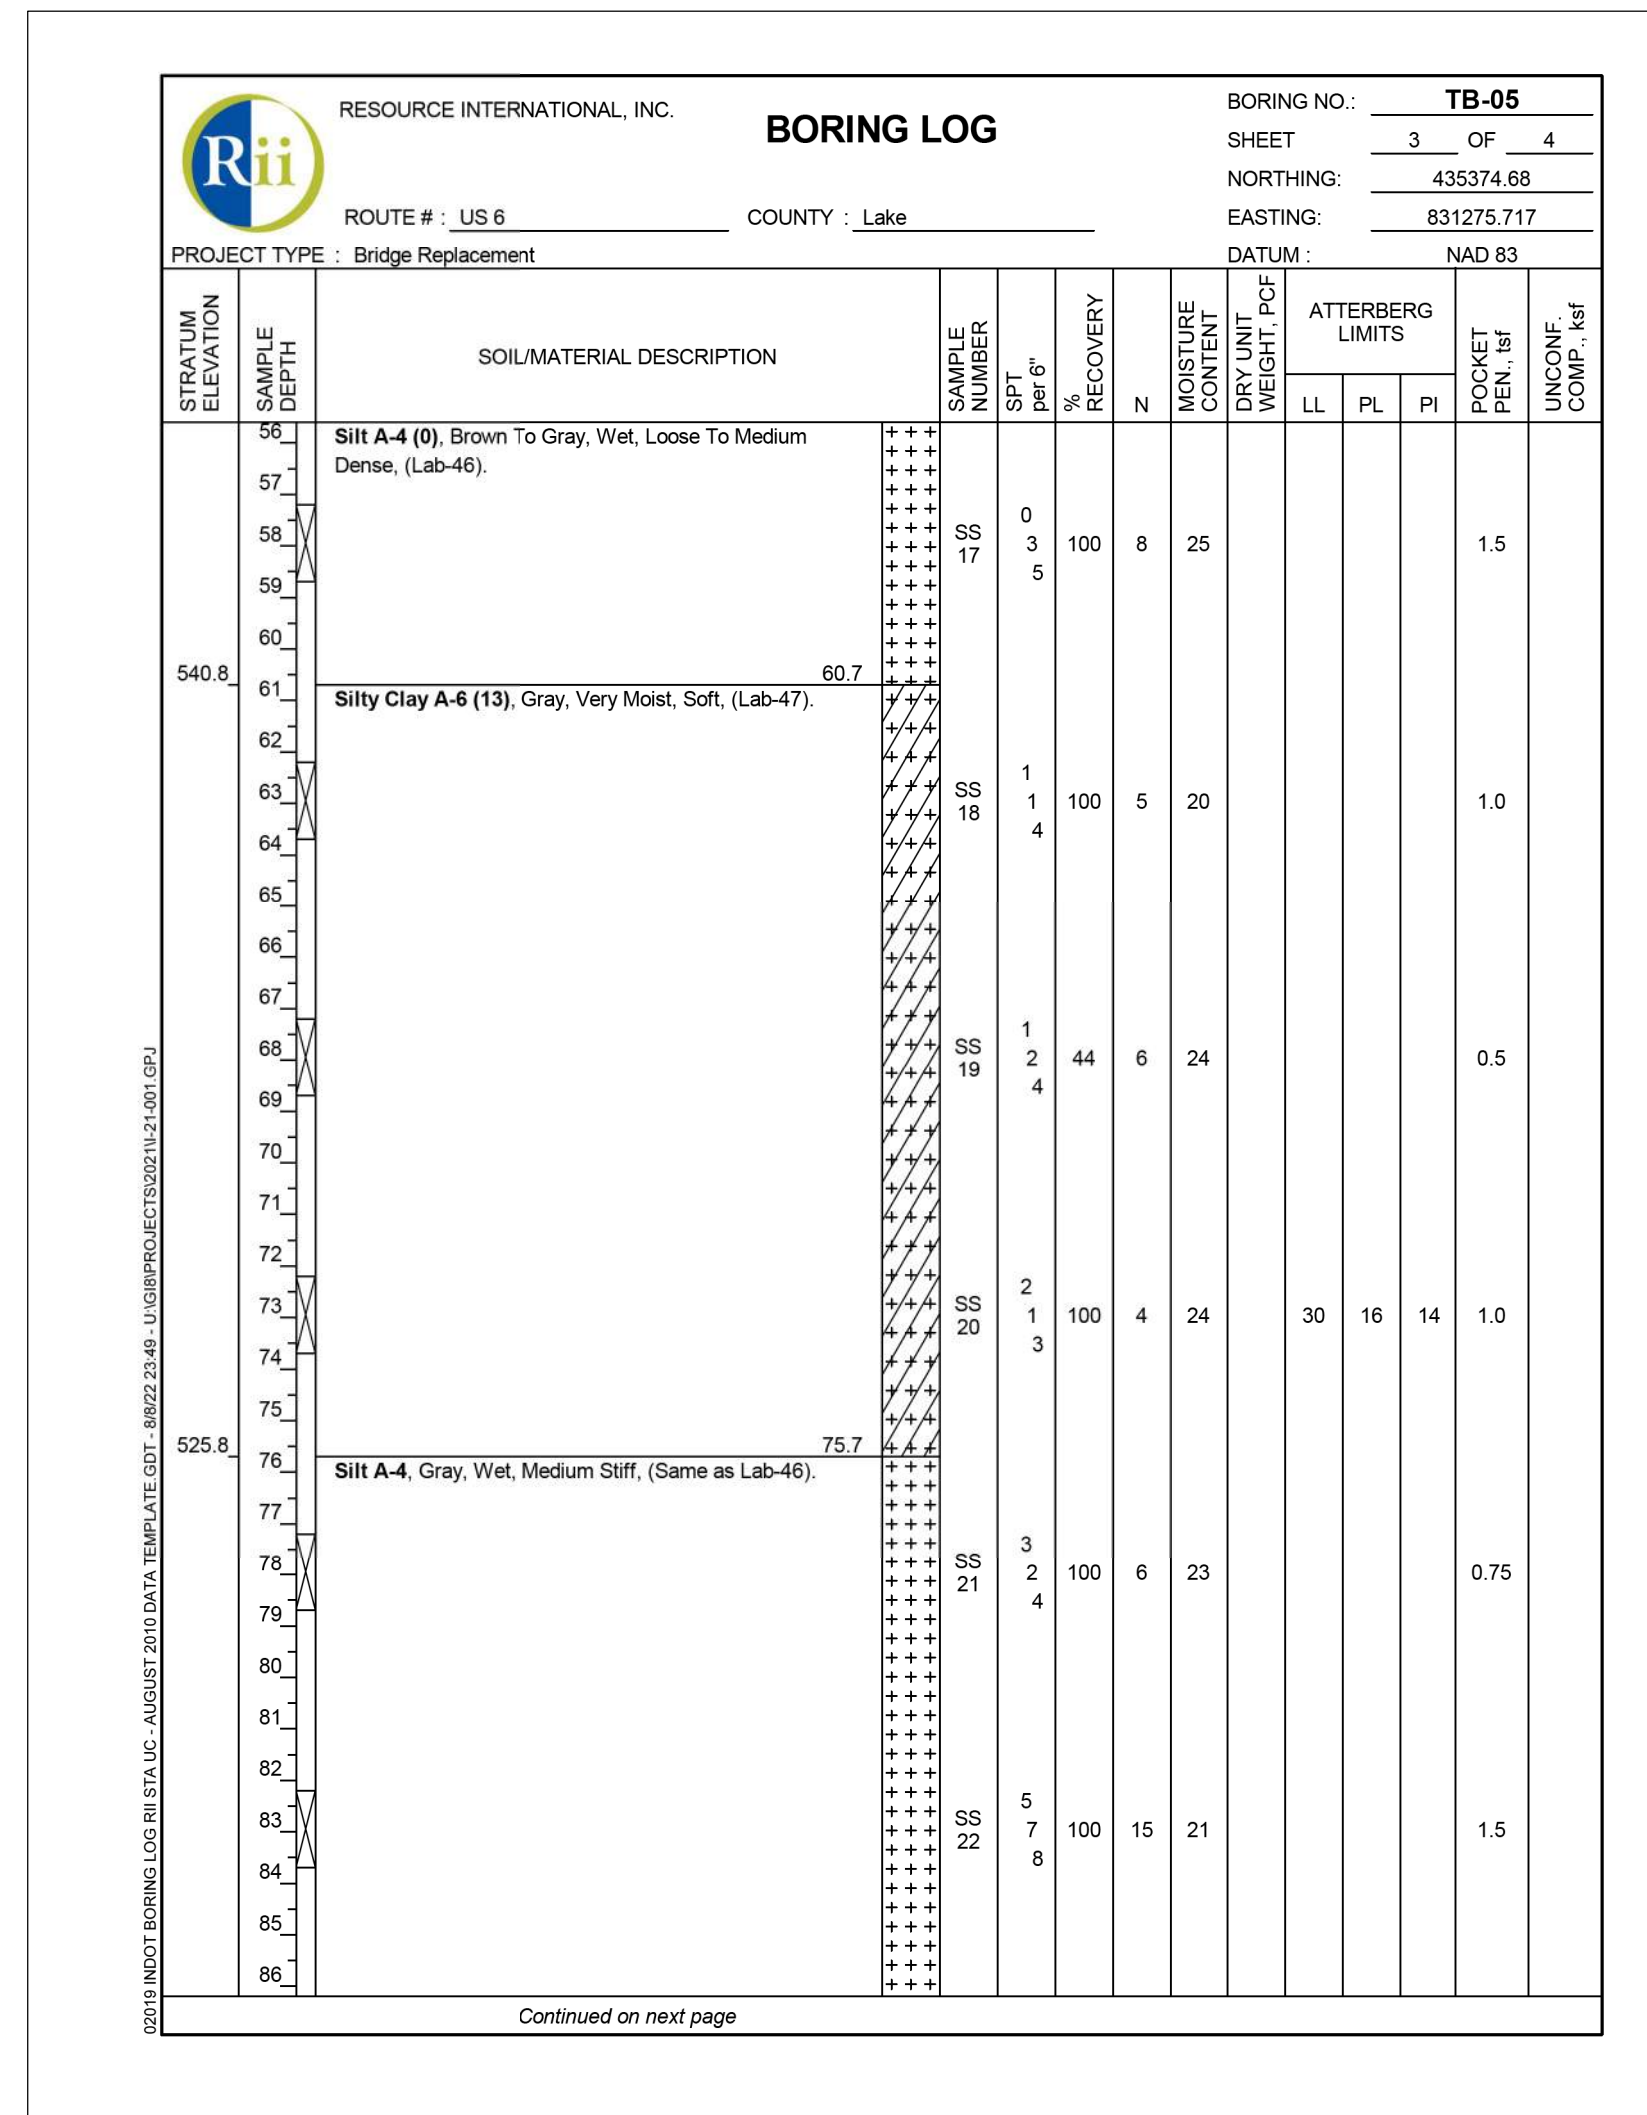 Rii
RESOURCE INTERNATIONAL, INC.
BORING LOG
ROUTE # : US 6
COUNTY : Lake
PROJECT TYPE : Bridge Replacement
BORING NO.: TB-05
SHEET 3 OF 4
NORTHING: 435374.68
EASTING: 831275.717
DATUM : NAD 83
STRATUM ELEVATION
SAMPLE DEPTH
SOIL/MATERIAL DESCRIPTION
SAMPLE NUMBER
SPT per 6"
% RECOVERY
N
MOISTURE CONTENT
DRY UNIT WEIGHT, PCF
ATTERBERG LIMITS
LL PL PI
POCKET PEN., tsf
UNCONF. COMP., ksf
56
Silt A-4 (0), Brown To Gray, Wet, Loose To Medium
Dense, (Lab-46).
57
58
SS 17 0 3 5 100 8 25 1.5
59
60
540.8 60.7
61
Silty Clay A-6 (13), Gray, Very Moist, Soft, (Lab-47).
62
63
SS 18 1 1 4 100 5 20 1.0
64
65
66
67
68
SS 19 1 2 4 44 6 24 0.5
69
70
71
72
73
SS 20 2 1 3 100 4 24 30 16 14 1.0
74
75
525.8 75.7
76
Silt A-4, Gray, Wet, Medium Stiff, (Same as Lab-46).
77
78
SS 21 3 2 4 100 6 23 0.75
79
80
81
82
83
SS 22 5 7 8 100 15 21 1.5
84
85
86
Continued on next page
02019 INDOT BORING LOG RII STA UC - AUGUST 2010 DATA TEMPLATE.GDT - 8/8/22 23:49 - U:\GI8\PROJECTS\2021\I-21-001.GPJ